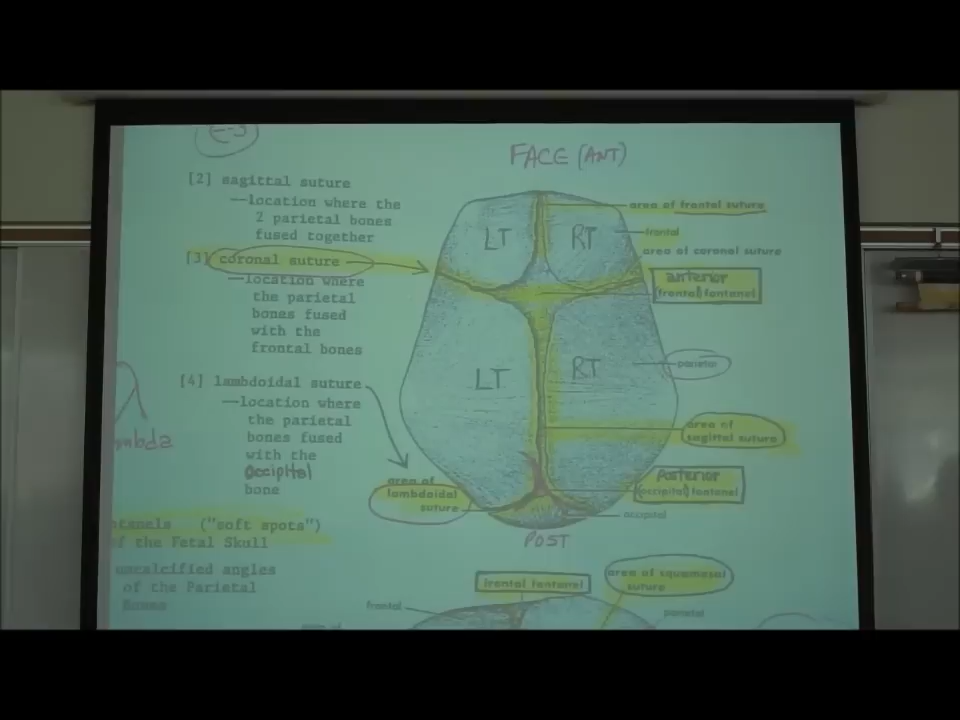 E-3
FACE (ANT)
[2] sagittal suture
—location where the
2 parietal bones
fused together
[3] coronal suture
—location where
the parietal
bones fused
with the
frontal bones
[4] lambdoidal suture
—location where
the parietal
bones fused
with the
occipital
bone
("soft spots")
of the Fetal Skull
uncalcified angles
of the Parietal
Bones
LT
RT
LT
RT
area of frontal suture
frontal
area of coronal suture
anterior
(frontal) fontanel
parietal
area of
sagittal suture
Posterior
(occipital) fontanel
occipital
area of
lambdoidal
suture
POST
frontal fontanel
area of squamosal
suture
frontal
parietal